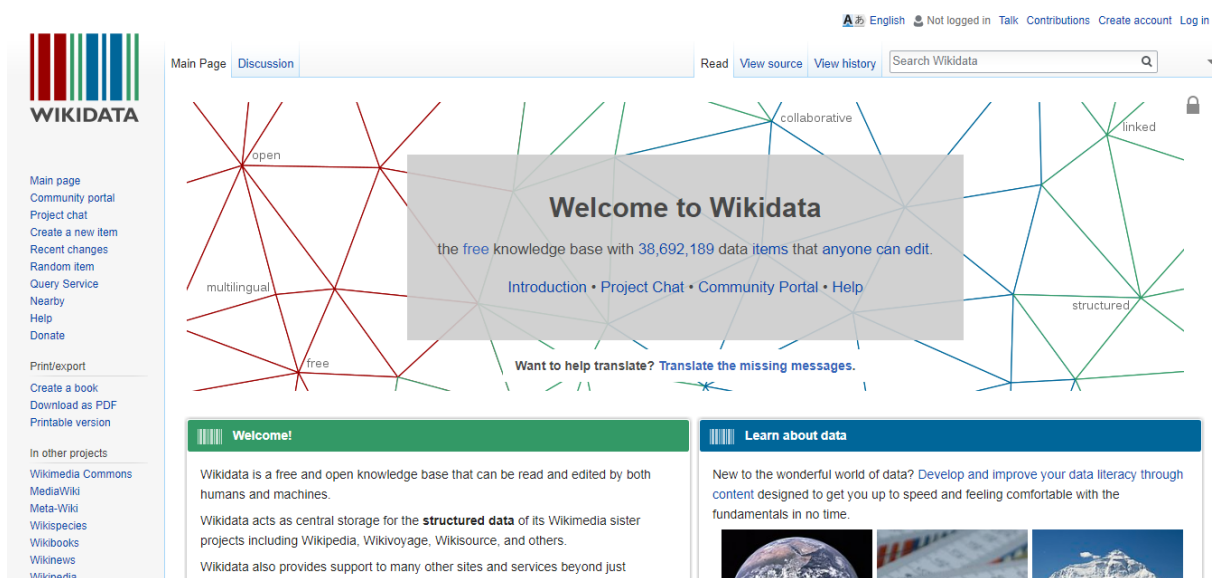 Aあ English Not logged in Talk Contributions Create account Log in
WIKIDATA
Main Page Discussion
Read View source View history Search Wikidata
Main page
Community portal
Project chat
Create a new item
Recent changes
Random item
Query Service
Nearby
Help
Donate
Print/export
Create a book
Download as PDF
Printable version
In other projects
Wikimedia Commons
MediaWiki
Meta-Wiki
Wikispecies
Wikibooks
Wikinews
Wikipedia
collaborative
linked
open
multilingual
structured
free
Welcome to Wikidata
the free knowledge base with 38,692,189 data items that anyone can edit.
Introduction • Project Chat • Community Portal • Help
Want to help translate? Translate the missing messages.
Welcome!
Wikidata is a free and open knowledge base that can be read and edited by both
humans and machines.
Wikidata acts as central storage for the structured data of its Wikimedia sister
projects including Wikipedia, Wikivoyage, Wikisource, and others.
Wikidata also provides support to many other sites and services beyond just
Learn about data
New to the wonderful world of data? Develop and improve your data literacy through
content designed to get you up to speed and feeling comfortable with the
fundamentals in no time.